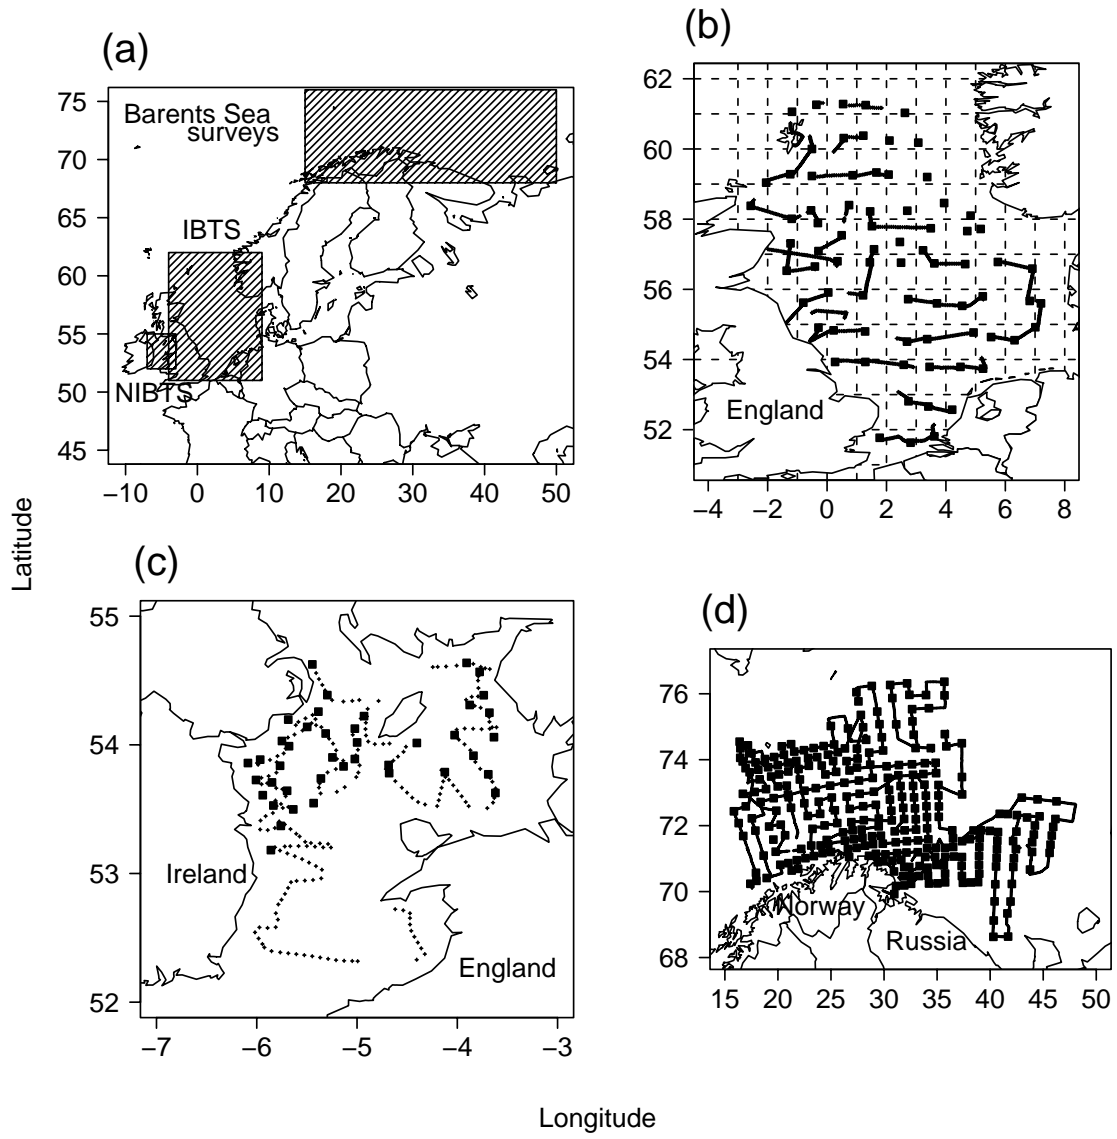 (a)
75
70
65
60
55
50
45
Barents Sea
surveys
IBTS
NIBTS
−10 0 10 20 30 40 50
(b)
62
60
58
56
54
52
England
−4 −2 0 2 4 6 8
Latitude
(c)
55
54
53
52
Ireland
England
−7 −6 −5 −4 −3
(d)
76
74
72
70
68
Norway
Russia
15 20 25 30 35 40 45 50
Longitude